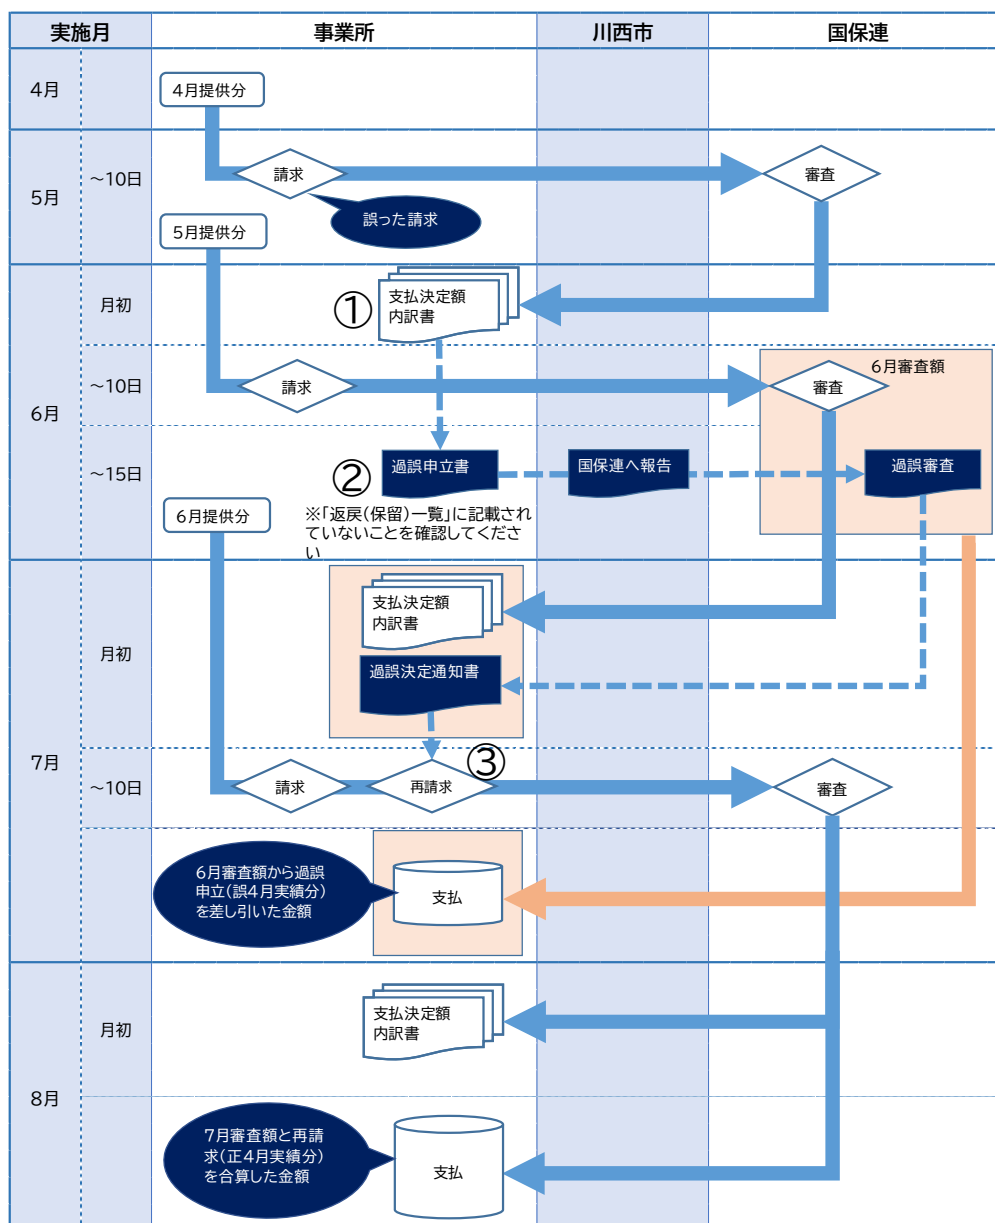 実施月
事業所
川西市
国保連
4月
4月提供分
5月
～10日
請求
審査
誤った請求
5月提供分
6月
月初
①
支払決定額
内訳書
～10日
請求
6月審査額
審査
～15日
②
過誤申立書
国保連へ報告
過誤審査
※「返戻(保留)一覧」に記載され
ていないことを確認してくださ
い
6月提供分
7月
月初
支払決定額
内訳書
過誤決定通知書
～10日
請求
再請求
③
審査
6月審査額から過誤
申立(誤4月実績分)
を差し引いた金額
支払
8月
月初
支払決定額
内訳書
7月審査額と再請
求(正4月実績分)
を合算した金額
支払